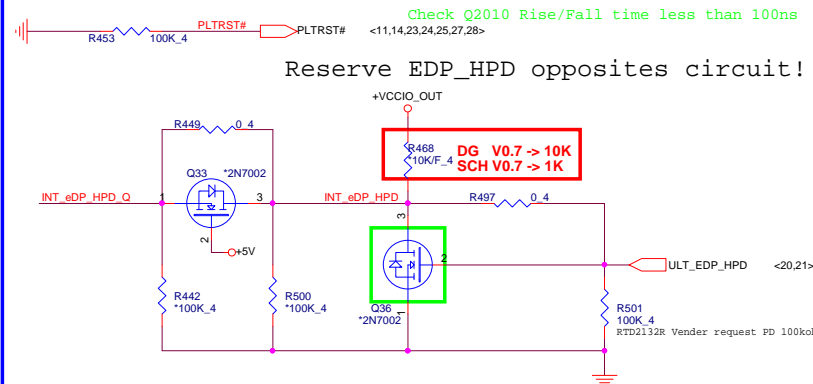 Check Q2010 Rise/Fall time less than 100ns
R453 100K_4 PLTRST# PLTRST# <11,14,23,24,25,27,28>
Reserve EDP_HPD opposites circuit!
+VCCIO_OUT
R449 0_4
R468
*10K/F_4
DG V0.7 -> 10K
SCH V0.7 -> 1K
Q33 *2N7002
INT_eDP_HPD_Q 1 3 INT_eDP_HPD R497 0_4
2
+5V
3
2
ULT_EDP_HPD <20,21>
R442
*100K_4
R500
*100K_4
Q36
*2N7002
1
R501
100K_4
RTD2132R Vender request PD 100koh